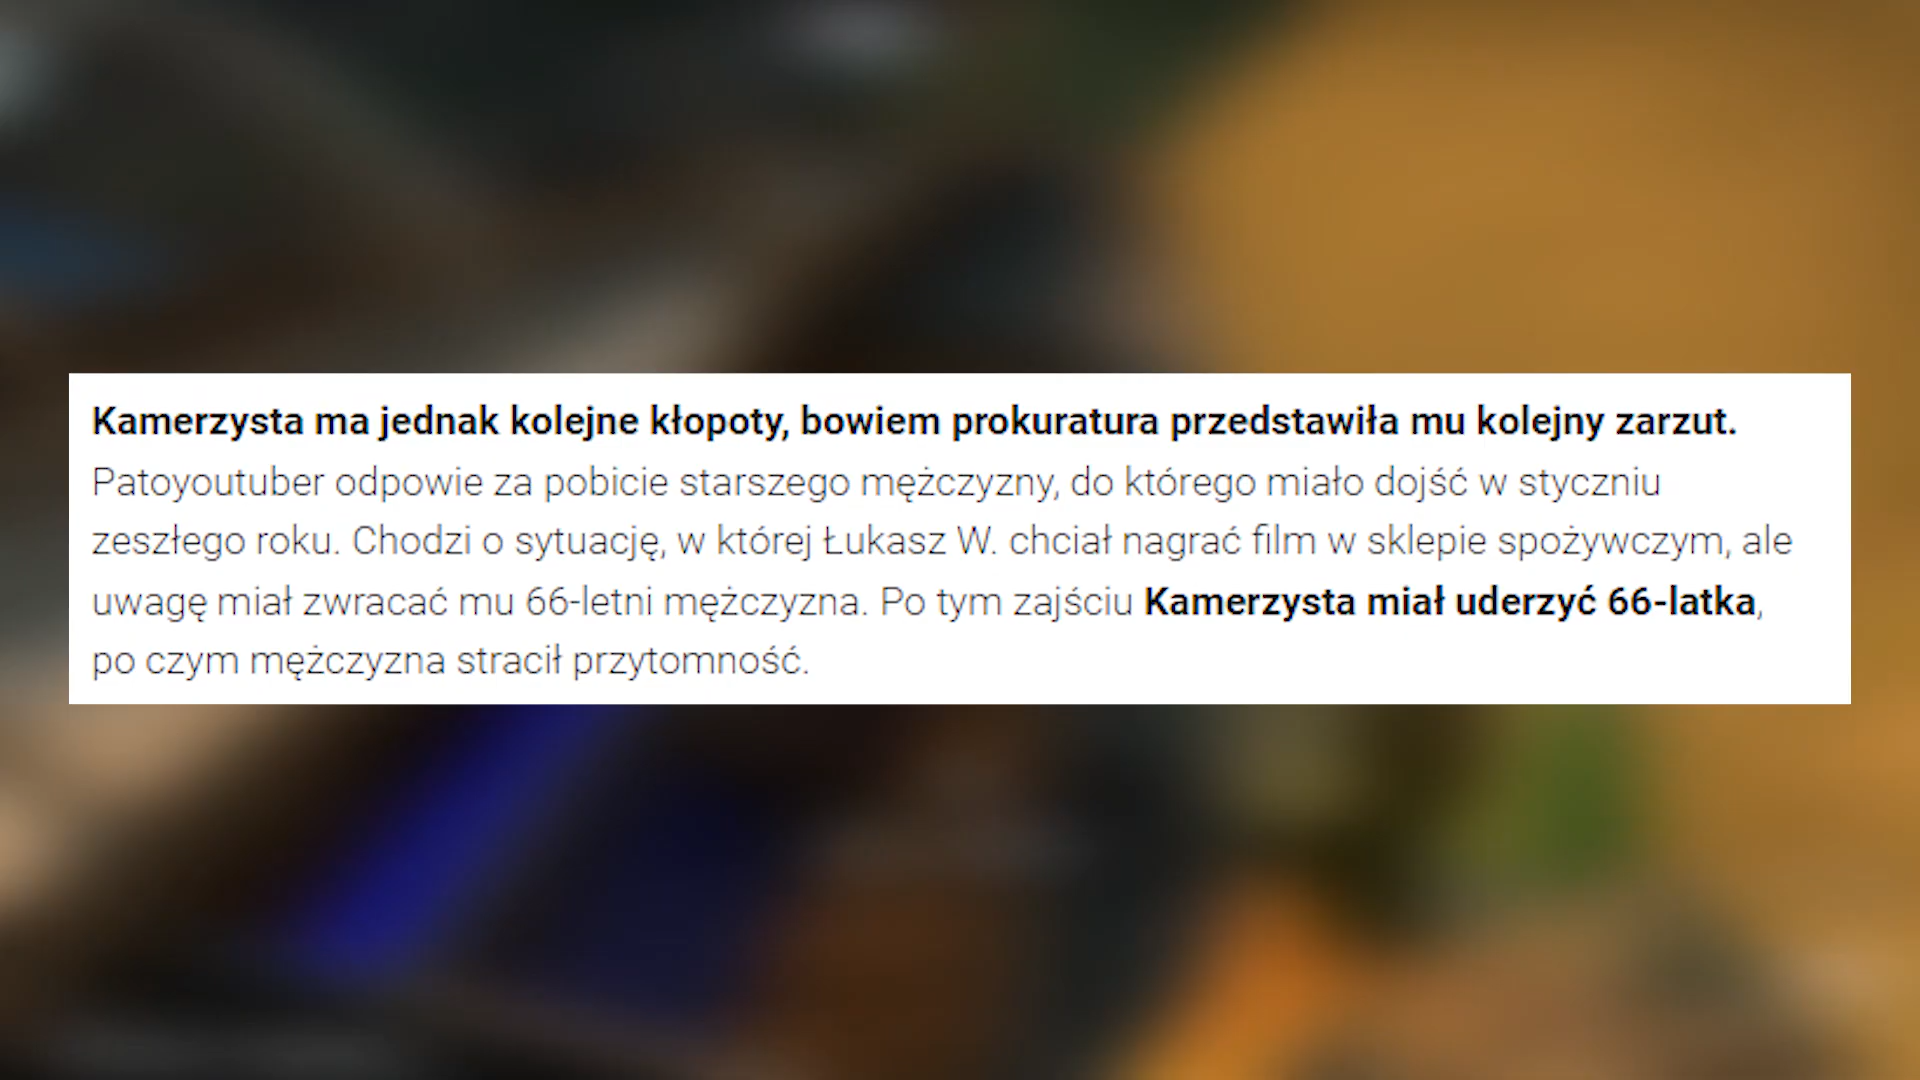 Kamerzysta ma jednak kolejne kłopoty, bowiem prokuratura przedstawiła mu kolejny zarzut.
Patoyoutuber odpowie za pobicie starszego mężczyzny, do którego miało dojść w styczniu
zeszłego roku. Chodzi o sytuację, w której Łukasz W. chciał nagrać film w sklepie spożywczym, ale
uwagę miał zwracać mu 66-letni mężczyzna. Po tym zajściu Kamerzysta miał uderzyć 66-latka,
po czym mężczyzna stracił przytomność.